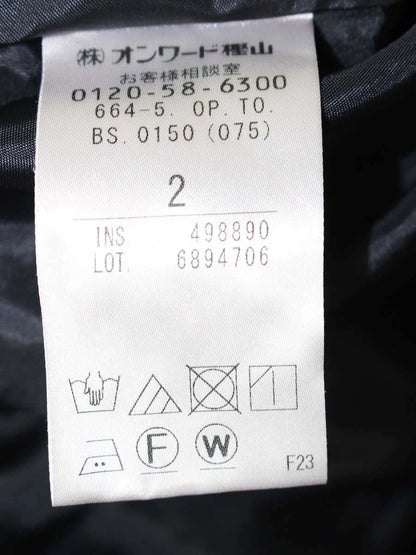 ㈱オンワード樫山
お客様相談室
0120-58-6300
664-5. OP. TO.
BS. 0150 (075)
2
INS. 498890
LOT. 6894706
F W
F23